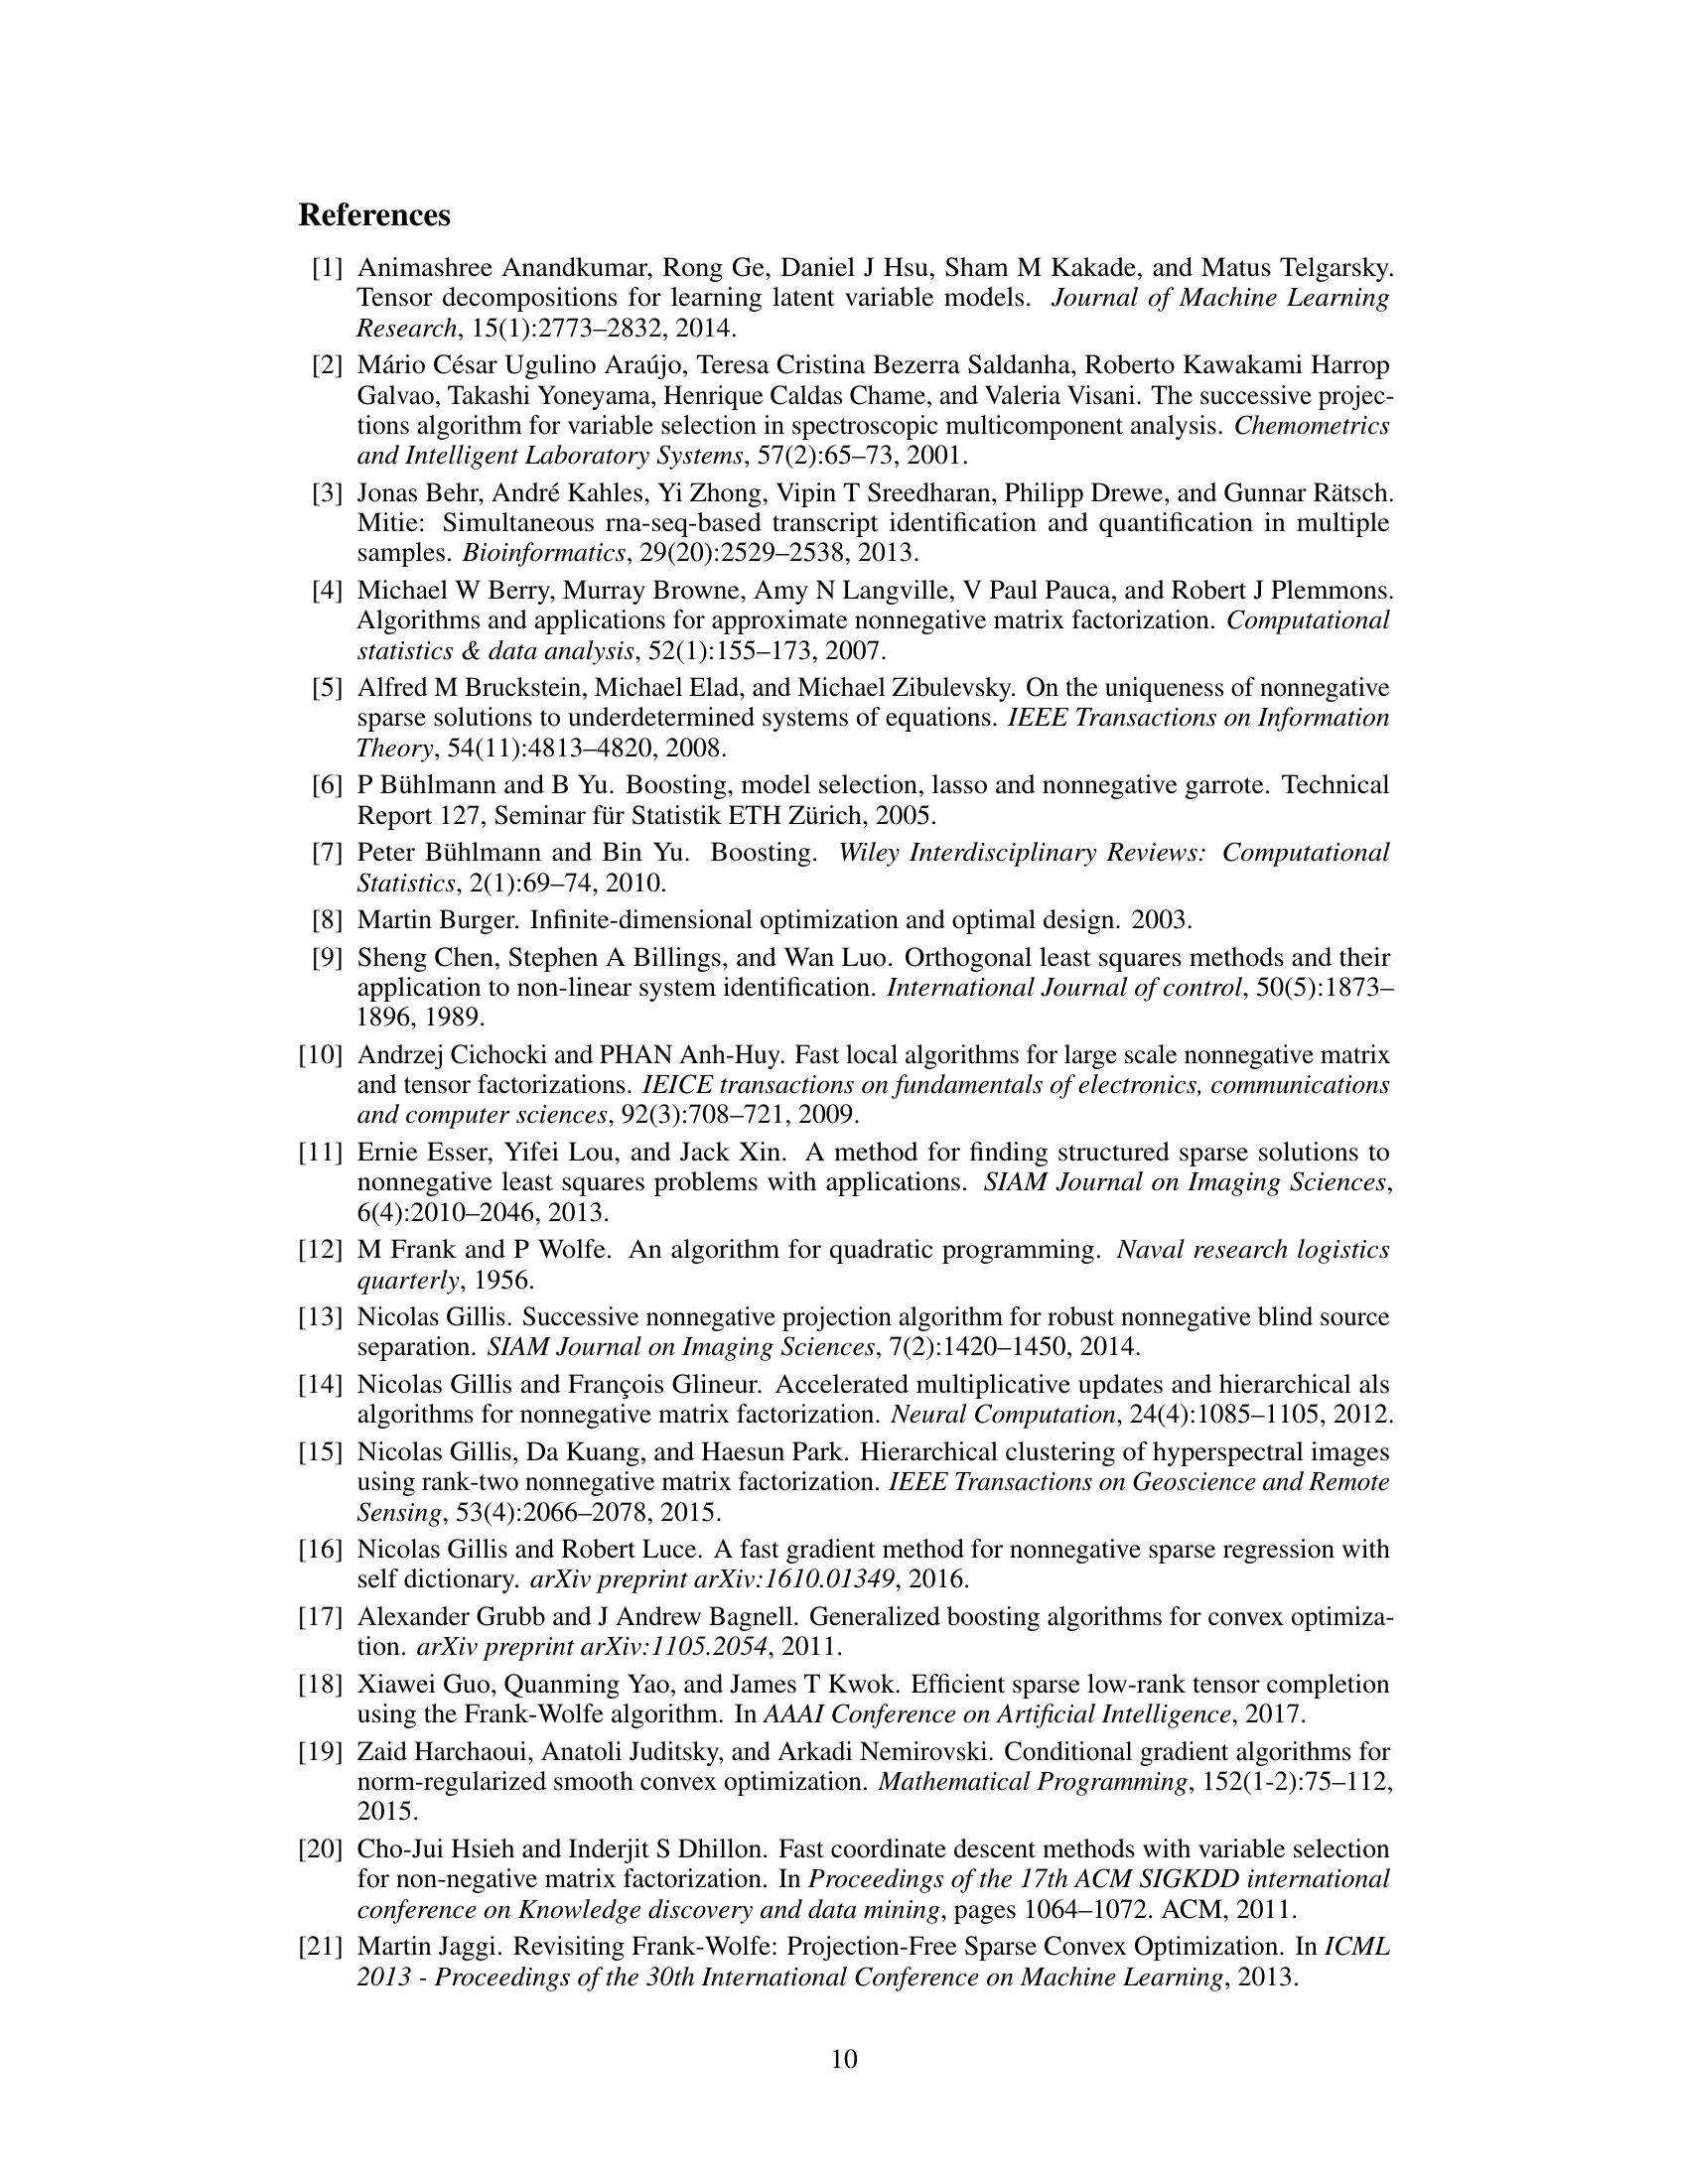 References
[1] Animashree Anandkumar, Rong Ge, Daniel J Hsu, Sham M Kakade, and Matus Telgarsky.
Tensor decompositions for learning latent variable models. Journal of Machine Learning
Research, 15(1):2773–2832, 2014.
[2] Mário César Ugulino Araújo, Teresa Cristina Bezerra Saldanha, Roberto Kawakami Harrop
Galvao, Takashi Yoneyama, Henrique Caldas Chame, and Valeria Visani. The successive projec-
tions algorithm for variable selection in spectroscopic multicomponent analysis. Chemometrics
and Intelligent Laboratory Systems, 57(2):65–73, 2001.
[3] Jonas Behr, André Kahles, Yi Zhong, Vipin T Sreedharan, Philipp Drewe, and Gunnar Rätsch.
Mitie: Simultaneous rna-seq-based transcript identification and quantification in multiple
samples. Bioinformatics, 29(20):2529–2538, 2013.
[4] Michael W Berry, Murray Browne, Amy N Langville, V Paul Pauca, and Robert J Plemmons.
Algorithms and applications for approximate nonnegative matrix factorization. Computational
statistics & data analysis, 52(1):155–173, 2007.
[5] Alfred M Bruckstein, Michael Elad, and Michael Zibulevsky. On the uniqueness of nonnegative
sparse solutions to underdetermined systems of equations. IEEE Transactions on Information
Theory, 54(11):4813–4820, 2008.
[6] P Bühlmann and B Yu. Boosting, model selection, lasso and nonnegative garrote. Technical
Report 127, Seminar für Statistik ETH Zürich, 2005.
[7] Peter Bühlmann and Bin Yu. Boosting. Wiley Interdisciplinary Reviews: Computational
Statistics, 2(1):69–74, 2010.
[8] Martin Burger. Infinite-dimensional optimization and optimal design. 2003.
[9] Sheng Chen, Stephen A Billings, and Wan Luo. Orthogonal least squares methods and their
application to non-linear system identification. International Journal of control, 50(5):1873–
1896, 1989.
[10] Andrzej Cichocki and PHAN Anh-Huy. Fast local algorithms for large scale nonnegative matrix
and tensor factorizations. IEICE transactions on fundamentals of electronics, communications
and computer sciences, 92(3):708–721, 2009.
[11] Ernie Esser, Yifei Lou, and Jack Xin. A method for finding structured sparse solutions to
nonnegative least squares problems with applications. SIAM Journal on Imaging Sciences,
6(4):2010–2046, 2013.
[12] M Frank and P Wolfe. An algorithm for quadratic programming. Naval research logistics
quarterly, 1956.
[13] Nicolas Gillis. Successive nonnegative projection algorithm for robust nonnegative blind source
separation. SIAM Journal on Imaging Sciences, 7(2):1420–1450, 2014.
[14] Nicolas Gillis and François Glineur. Accelerated multiplicative updates and hierarchical als
algorithms for nonnegative matrix factorization. Neural Computation, 24(4):1085–1105, 2012.
[15] Nicolas Gillis, Da Kuang, and Haesun Park. Hierarchical clustering of hyperspectral images
using rank-two nonnegative matrix factorization. IEEE Transactions on Geoscience and Remote
Sensing, 53(4):2066–2078, 2015.
[16] Nicolas Gillis and Robert Luce. A fast gradient method for nonnegative sparse regression with
self dictionary. arXiv preprint arXiv:1610.01349, 2016.
[17] Alexander Grubb and J Andrew Bagnell. Generalized boosting algorithms for convex optimiza-
tion. arXiv preprint arXiv:1105.2054, 2011.
[18] Xiawei Guo, Quanming Yao, and James T Kwok. Efficient sparse low-rank tensor completion
using the Frank-Wolfe algorithm. In AAAI Conference on Artificial Intelligence, 2017.
[19] Zaid Harchaoui, Anatoli Juditsky, and Arkadi Nemirovski. Conditional gradient algorithms for
norm-regularized smooth convex optimization. Mathematical Programming, 152(1-2):75–112,
2015.
[20] Cho-Jui Hsieh and Inderjit S Dhillon. Fast coordinate descent methods with variable selection
for non-negative matrix factorization. In Proceedings of the 17th ACM SIGKDD international
conference on Knowledge discovery and data mining, pages 1064–1072. ACM, 2011.
[21] Martin Jaggi. Revisiting Frank-Wolfe: Projection-Free Sparse Convex Optimization. In ICML
2013 - Proceedings of the 30th International Conference on Machine Learning, 2013.
10